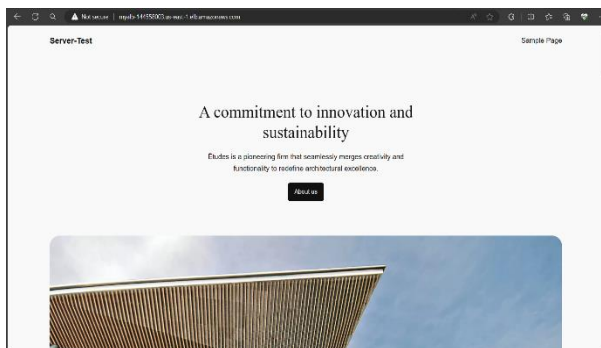 Not secure
Server-Test
Sample Page
A commitment to innovation and
sustainability
Études is a pioneering firm that seamlessly merges creativity and
functionality to redefine architectural excellence.
About us